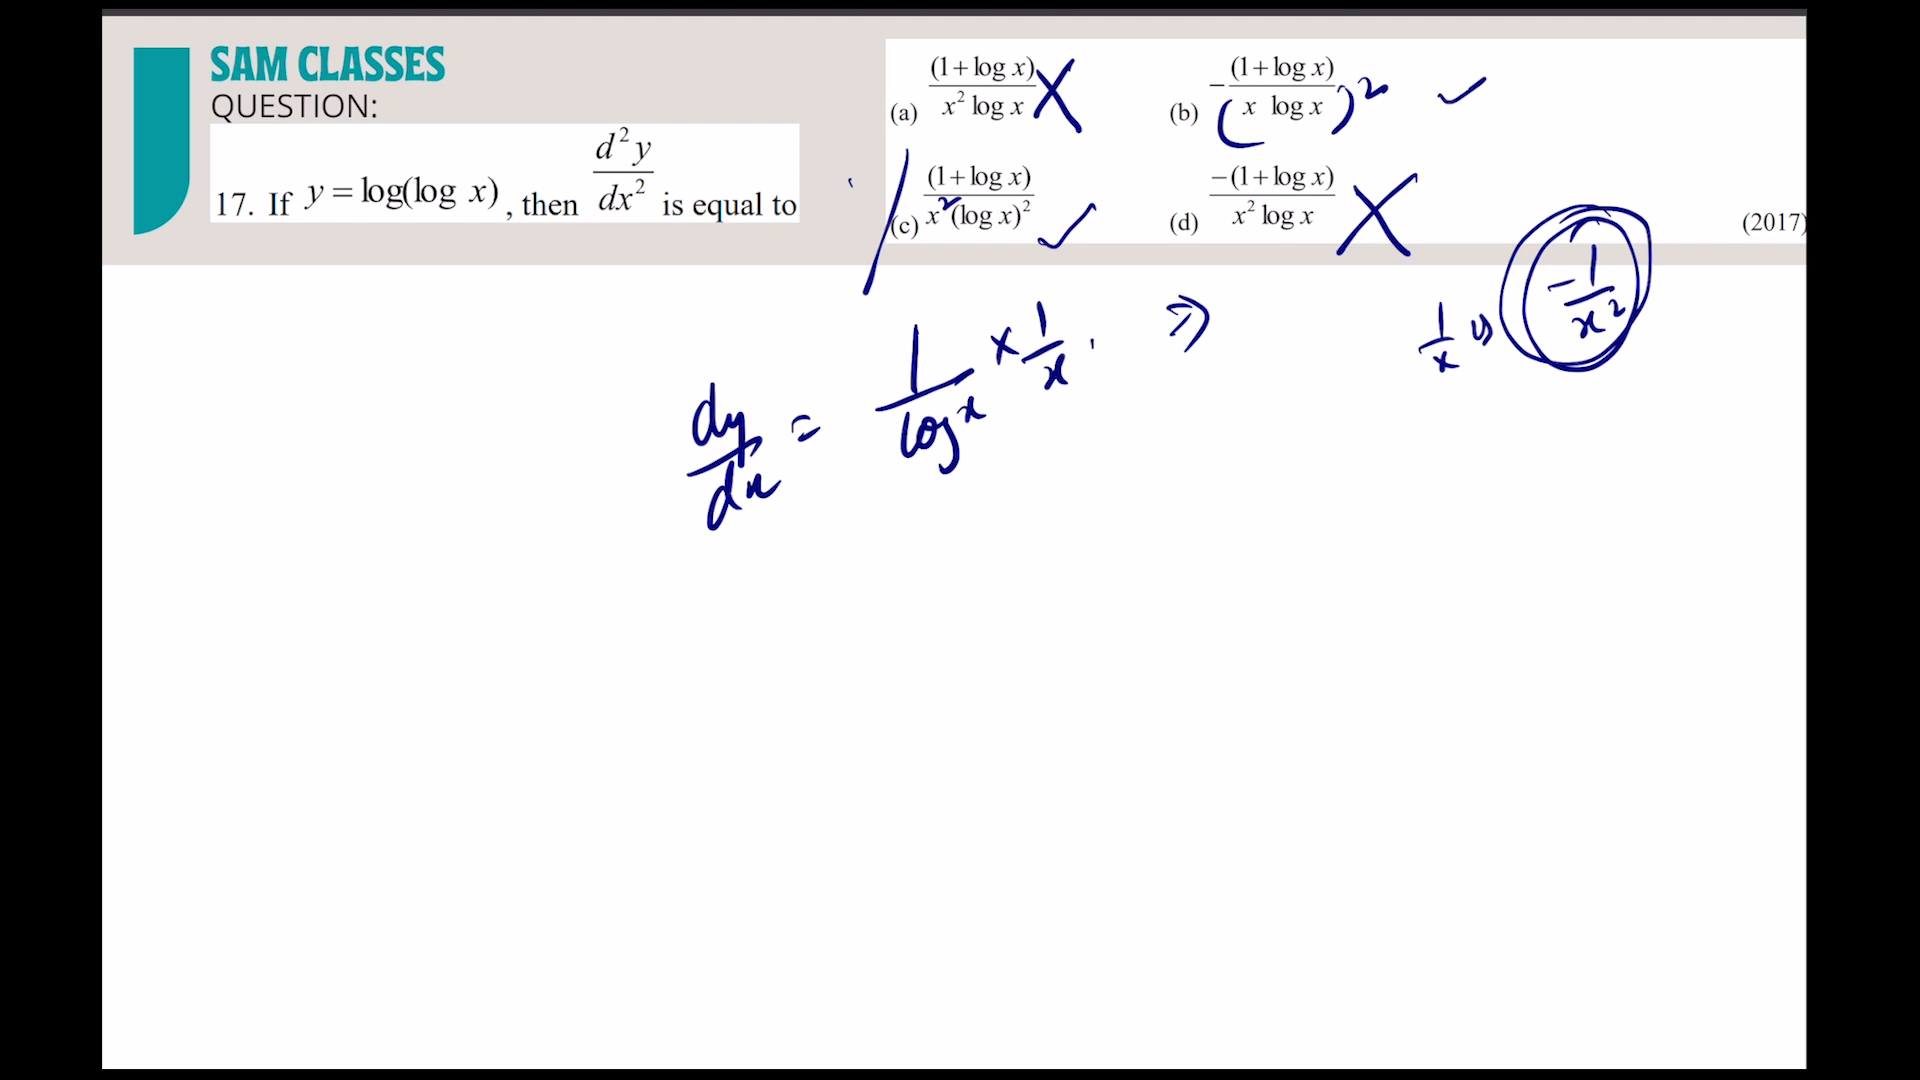 SAM CLASSES
QUESTION:
17. If y = log(log x), then d²y/dx² is equal to
(a) (1+log x)/x² log x X
(b) -(1+log x)/(x log x)² ✓
(c) (1+log x)/x²(log x)² ✓
(d) -(1+log x)/x² log x X
(2017)
dy/dx = 1/log x × 1/x ⇒
1/x
-1/x²